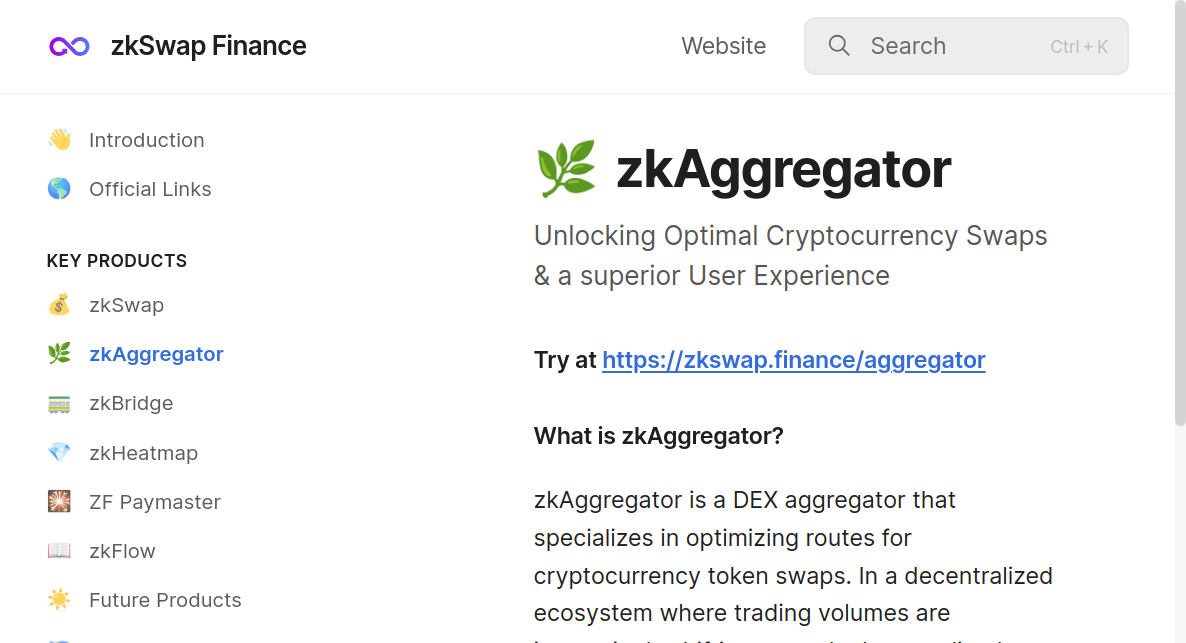 zkSwap Finance
Website
Search
Ctrl + K
Introduction
Official Links
KEY PRODUCTS
zkSwap
zkAggregator
zkBridge
zkHeatmap
ZF Paymaster
zkFlow
Future Products
zkAggregator
Unlocking Optimal Cryptocurrency Swaps
& a superior User Experience
Try at https://zkswap.finance/aggregator
What is zkAggregator?
zkAggregator is a DEX aggregator that
specializes in optimizing routes for
cryptocurrency token swaps. In a decentralized
ecosystem where trading volumes are